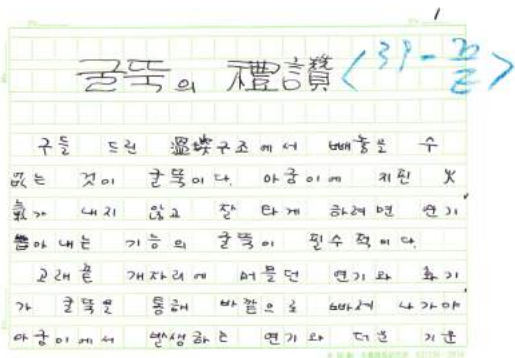 1
굴뚝의 禮讚
구들 드린 溫堗구조에서 빼놓을 수
없는 것이 굴뚝이다. 아궁이에 지핀 火
氣가 내지 않고 잘 타게 하려면 연기
뽑아 내는 기능의 굴뚝이 필수적이다.
고래끝 개자리에 머물던 연기와 화기
가 굴뚝을 통해 바깥으로 빠져 나가야
아궁이에서 발생하는 연기와 더운 기운